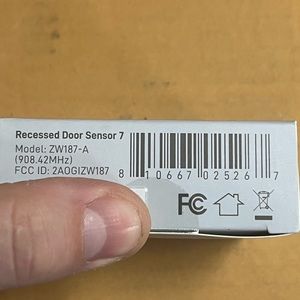 Recessed Door Sensor 7
Model: ZW187-A
(908.42MHz)
FCC ID: 2AOGIZW187
8 10667 02526 7
FC